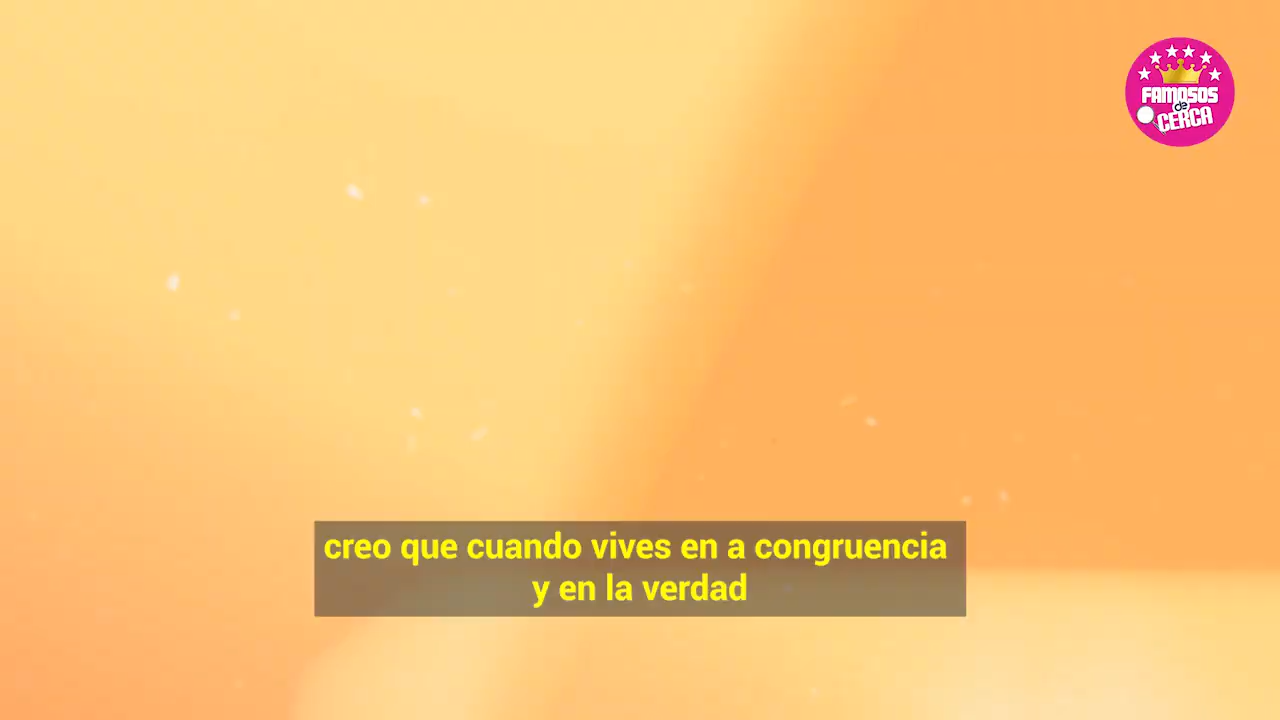 FAMOSOS
de
CERCA
creo que cuando vives en a congruencia
y en la verdad